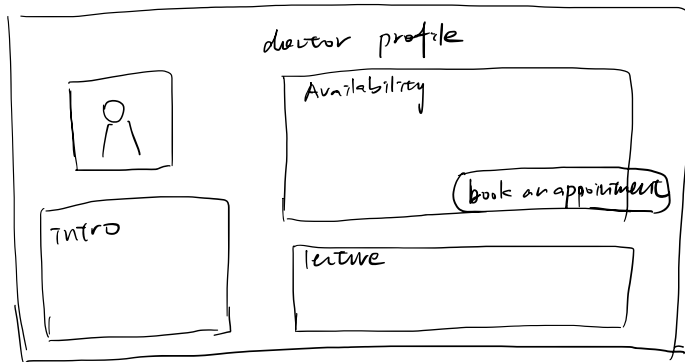 doctor profile
Availability
book an appointment
intro
lecture